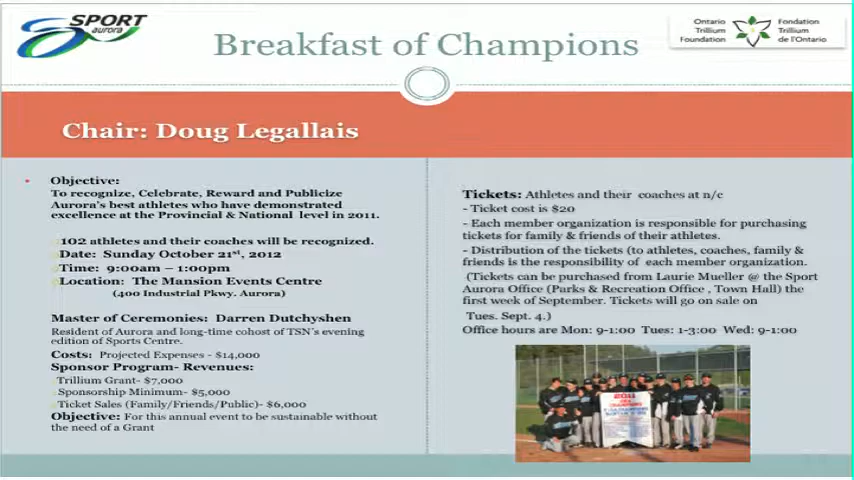 SPORT
aurora
Breakfast of Champions
Ontario
Trillium
Foundation
Fondation
Trillium
de l'Ontario
Chair: Doug Legallais
• Objective:
To recognize, Celebrate, Reward and Publicize
Aurora's best athletes who have demonstrated
excellence at the Provincial & National level in 2011.
102 athletes and their coaches will be recognized.
Date: Sunday October 21st, 2012
Time: 9:00am – 1:00pm
Location: The Mansion Events Centre
(400 Industrial Pkwy. Aurora)
Master of Ceremonies: Darren Dutchyshen
Resident of Aurora and long-time cohost of TSN's evening
edition of Sports Centre.
Costs: Projected Expenses - $14,000
Sponsor Program- Revenues:
Trillium Grant- $7,000
Sponsorship Minimum- $5,000
Ticket Sales (Family/Friends/Public)- $6,000
Objective: For this annual event to be sustainable without
the need of a Grant
Tickets: Athletes and their coaches at n/c
- Ticket cost is $20
- Each member organization is responsible for purchasing
tickets for family & friends of their athletes.
- Distribution of the tickets (to athletes, coaches, family &
friends is the responsibility of each member organization.
(Tickets can be purchased from Laurie Mueller @ the Sport
Aurora Office (Parks & Recreation Office , Town Hall) the
first week of September. Tickets will go on sale on
Tues. Sept. 4.)
Office hours are Mon: 9-1:00 Tues: 1-3:00 Wed: 9-1:00
2011
CHAMPIONS